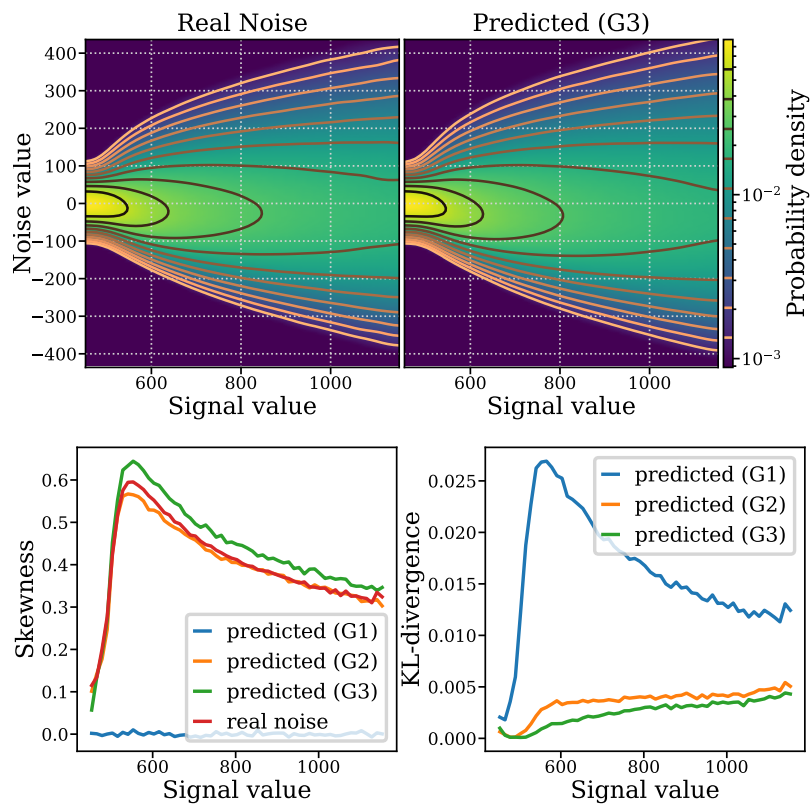 Real Noise
Predicted (G3)
400
300
200
100
0
−100
−200
−300
−400
Noise value
600 800 1000
Signal value
600 800 1000
Signal value
10⁻²
10⁻³
Probability density
0.6
0.5
0.4
0.3
0.2
0.1
0.0
Skewness
predicted (G1)
predicted (G2)
predicted (G3)
real noise
600 800 1000
Signal value
0.025
0.020
0.015
0.010
0.005
0.000
KL-divergence
predicted (G1)
predicted (G2)
predicted (G3)
600 800 1000
Signal value